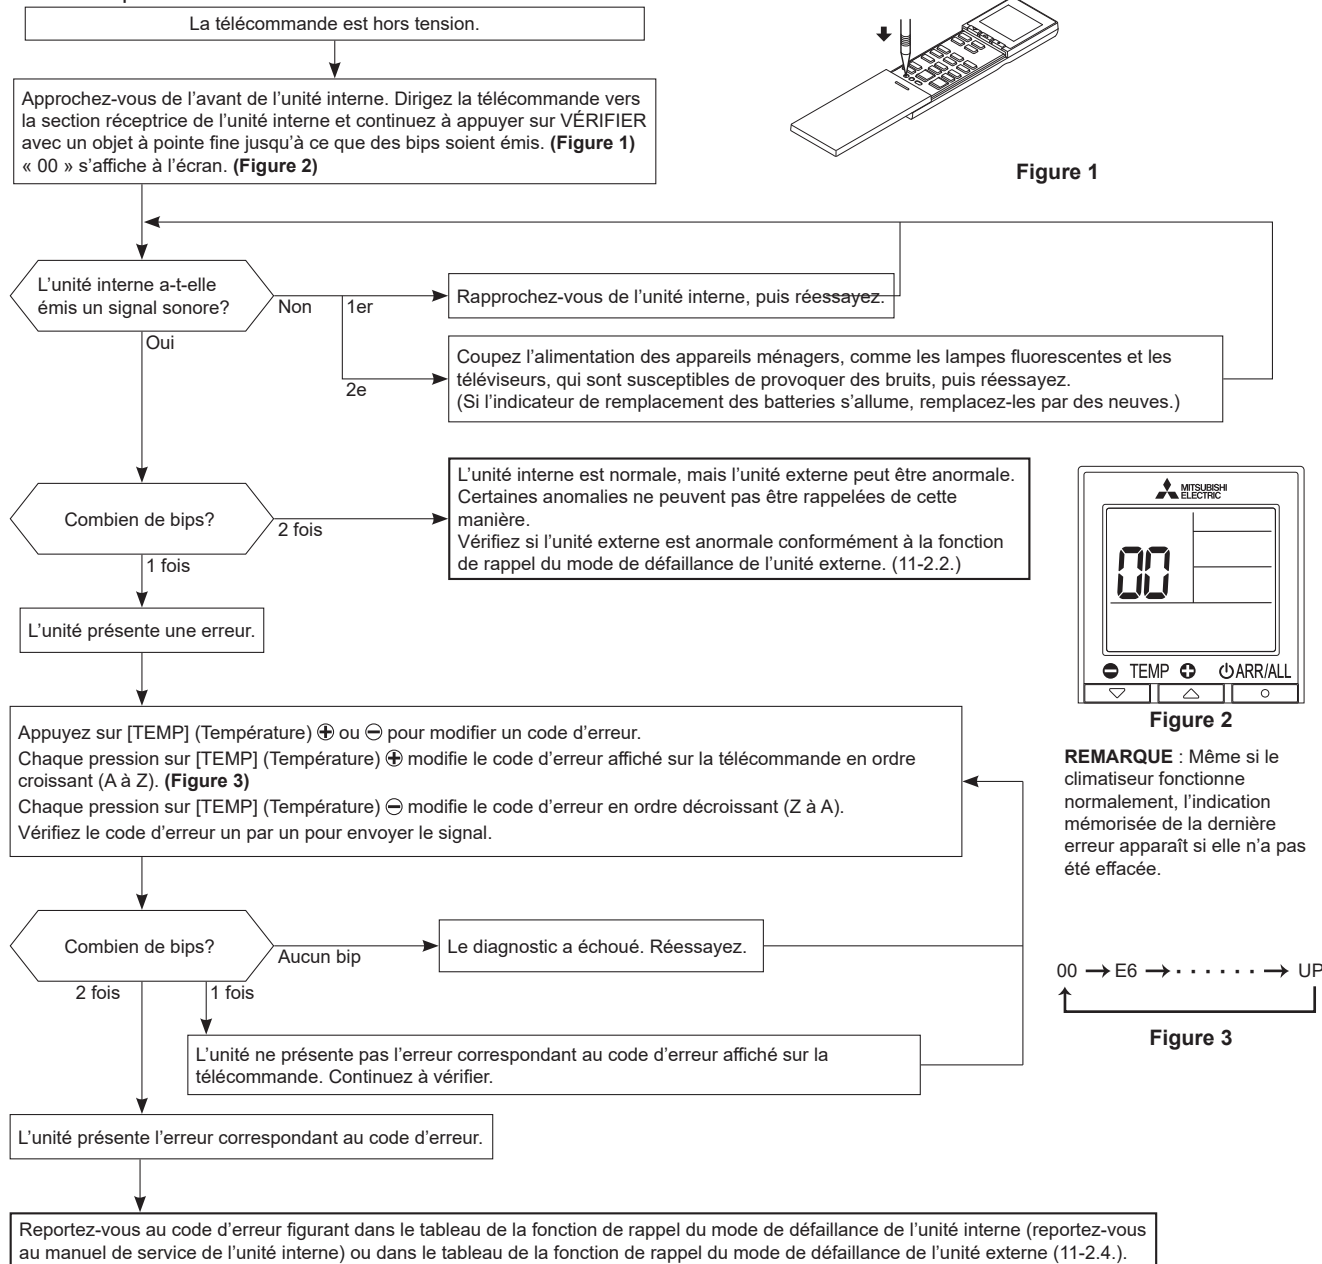 La télécommande est hors tension.
Approchez-vous de l'avant de l'unité interne. Dirigez la télécommande vers
la section réceptrice de l'unité interne et continuez à appuyer sur VÉRIFIER
avec un objet à pointe fine jusqu'à ce que des bips soient émis. (Figure 1)
« 00 » s'affiche à l'écran. (Figure 2)
Figure 1
L'unité interne a-t-elle
émis un signal sonore?
Non
1er
Rapprochez-vous de l'unité interne, puis réessayez.
Oui
2e
Coupez l'alimentation des appareils ménagers, comme les lampes fluorescentes et les
téléviseurs, qui sont susceptibles de provoquer des bruits, puis réessayez.
(Si l'indicateur de remplacement des batteries s'allume, remplacez-les par des neuves.)
Combien de bips?
2 fois
L'unité interne est normale, mais l'unité externe peut être anormale.
Certaines anomalies ne peuvent pas être rappelées de cette
manière.
Vérifiez si l'unité externe est anormale conformément à la fonction
de rappel du mode de défaillance de l'unité externe. (11-2.2.)
1 fois
L'unité présente une erreur.
MITSUBISHI
ELECTRIC
00
TEMP ARR/ALL
Figure 2
REMARQUE : Même si le
climatiseur fonctionne
normalement, l'indication
mémorisée de la dernière
erreur apparaît si elle n'a pas
été effacée.
Appuyez sur [TEMP] (Température) ⊕ ou ⊖ pour modifier un code d'erreur.
Chaque pression sur [TEMP] (Température) ⊕ modifie le code d'erreur affiché sur la télécommande en ordre
croissant (A à Z). (Figure 3)
Chaque pression sur [TEMP] (Température) ⊖ modifie le code d'erreur en ordre décroissant (Z à A).
Vérifiez le code d'erreur un par un pour envoyer le signal.
Combien de bips?
Aucun bip
Le diagnostic a échoué. Réessayez.
2 fois
1 fois
L'unité ne présente pas l'erreur correspondant au code d'erreur affiché sur la
télécommande. Continuez à vérifier.
00 → E6 → · · · · · · → UP
Figure 3
L'unité présente l'erreur correspondant au code d'erreur.
Reportez-vous au code d'erreur figurant dans le tableau de la fonction de rappel du mode de défaillance de l'unité interne (reportez-vous
au manuel de service de l'unité interne) ou dans le tableau de la fonction de rappel du mode de défaillance de l'unité externe (11-2.4.).